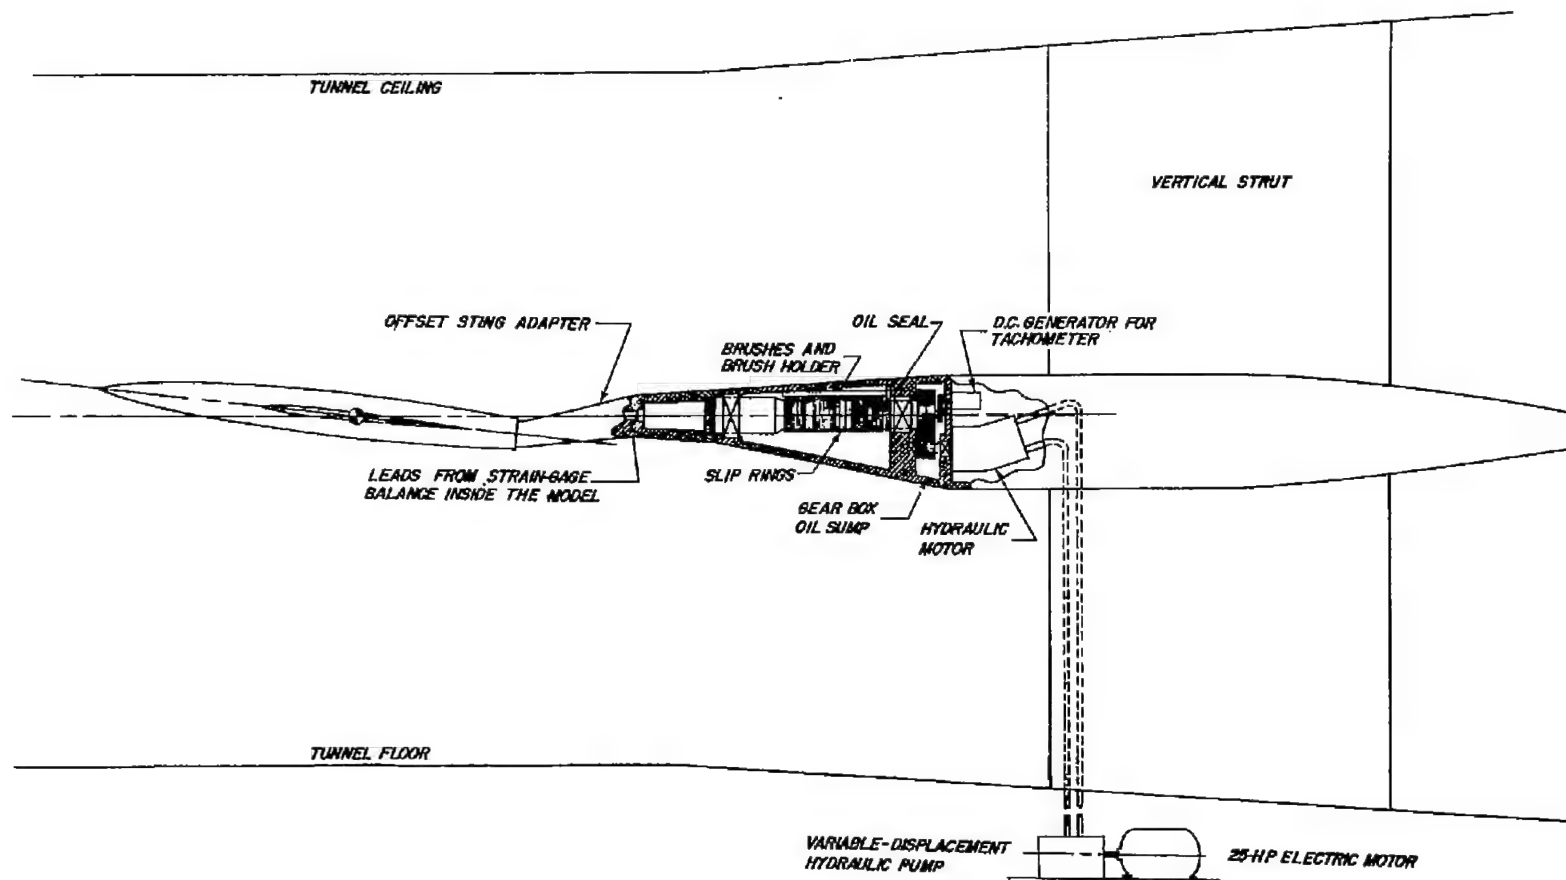 TUNNEL CEILING
VERTICAL STRUT
OFFSET STING ADAPTER
OIL SEAL
D.C. GENERATOR FOR
TACHOMETER
BRUSHES AND
BRUSH HOLDER
LEADS FROM STRAIN-GAGE
BALANCE INSIDE THE MODEL
SLIP RINGS
GEAR BOX
OIL SUMP
HYDRAULIC
MOTOR
TUNNEL FLOOR
VARIABLE-DISPLACEMENT
HYDRAULIC PUMP
25-HP ELECTRIC MOTOR